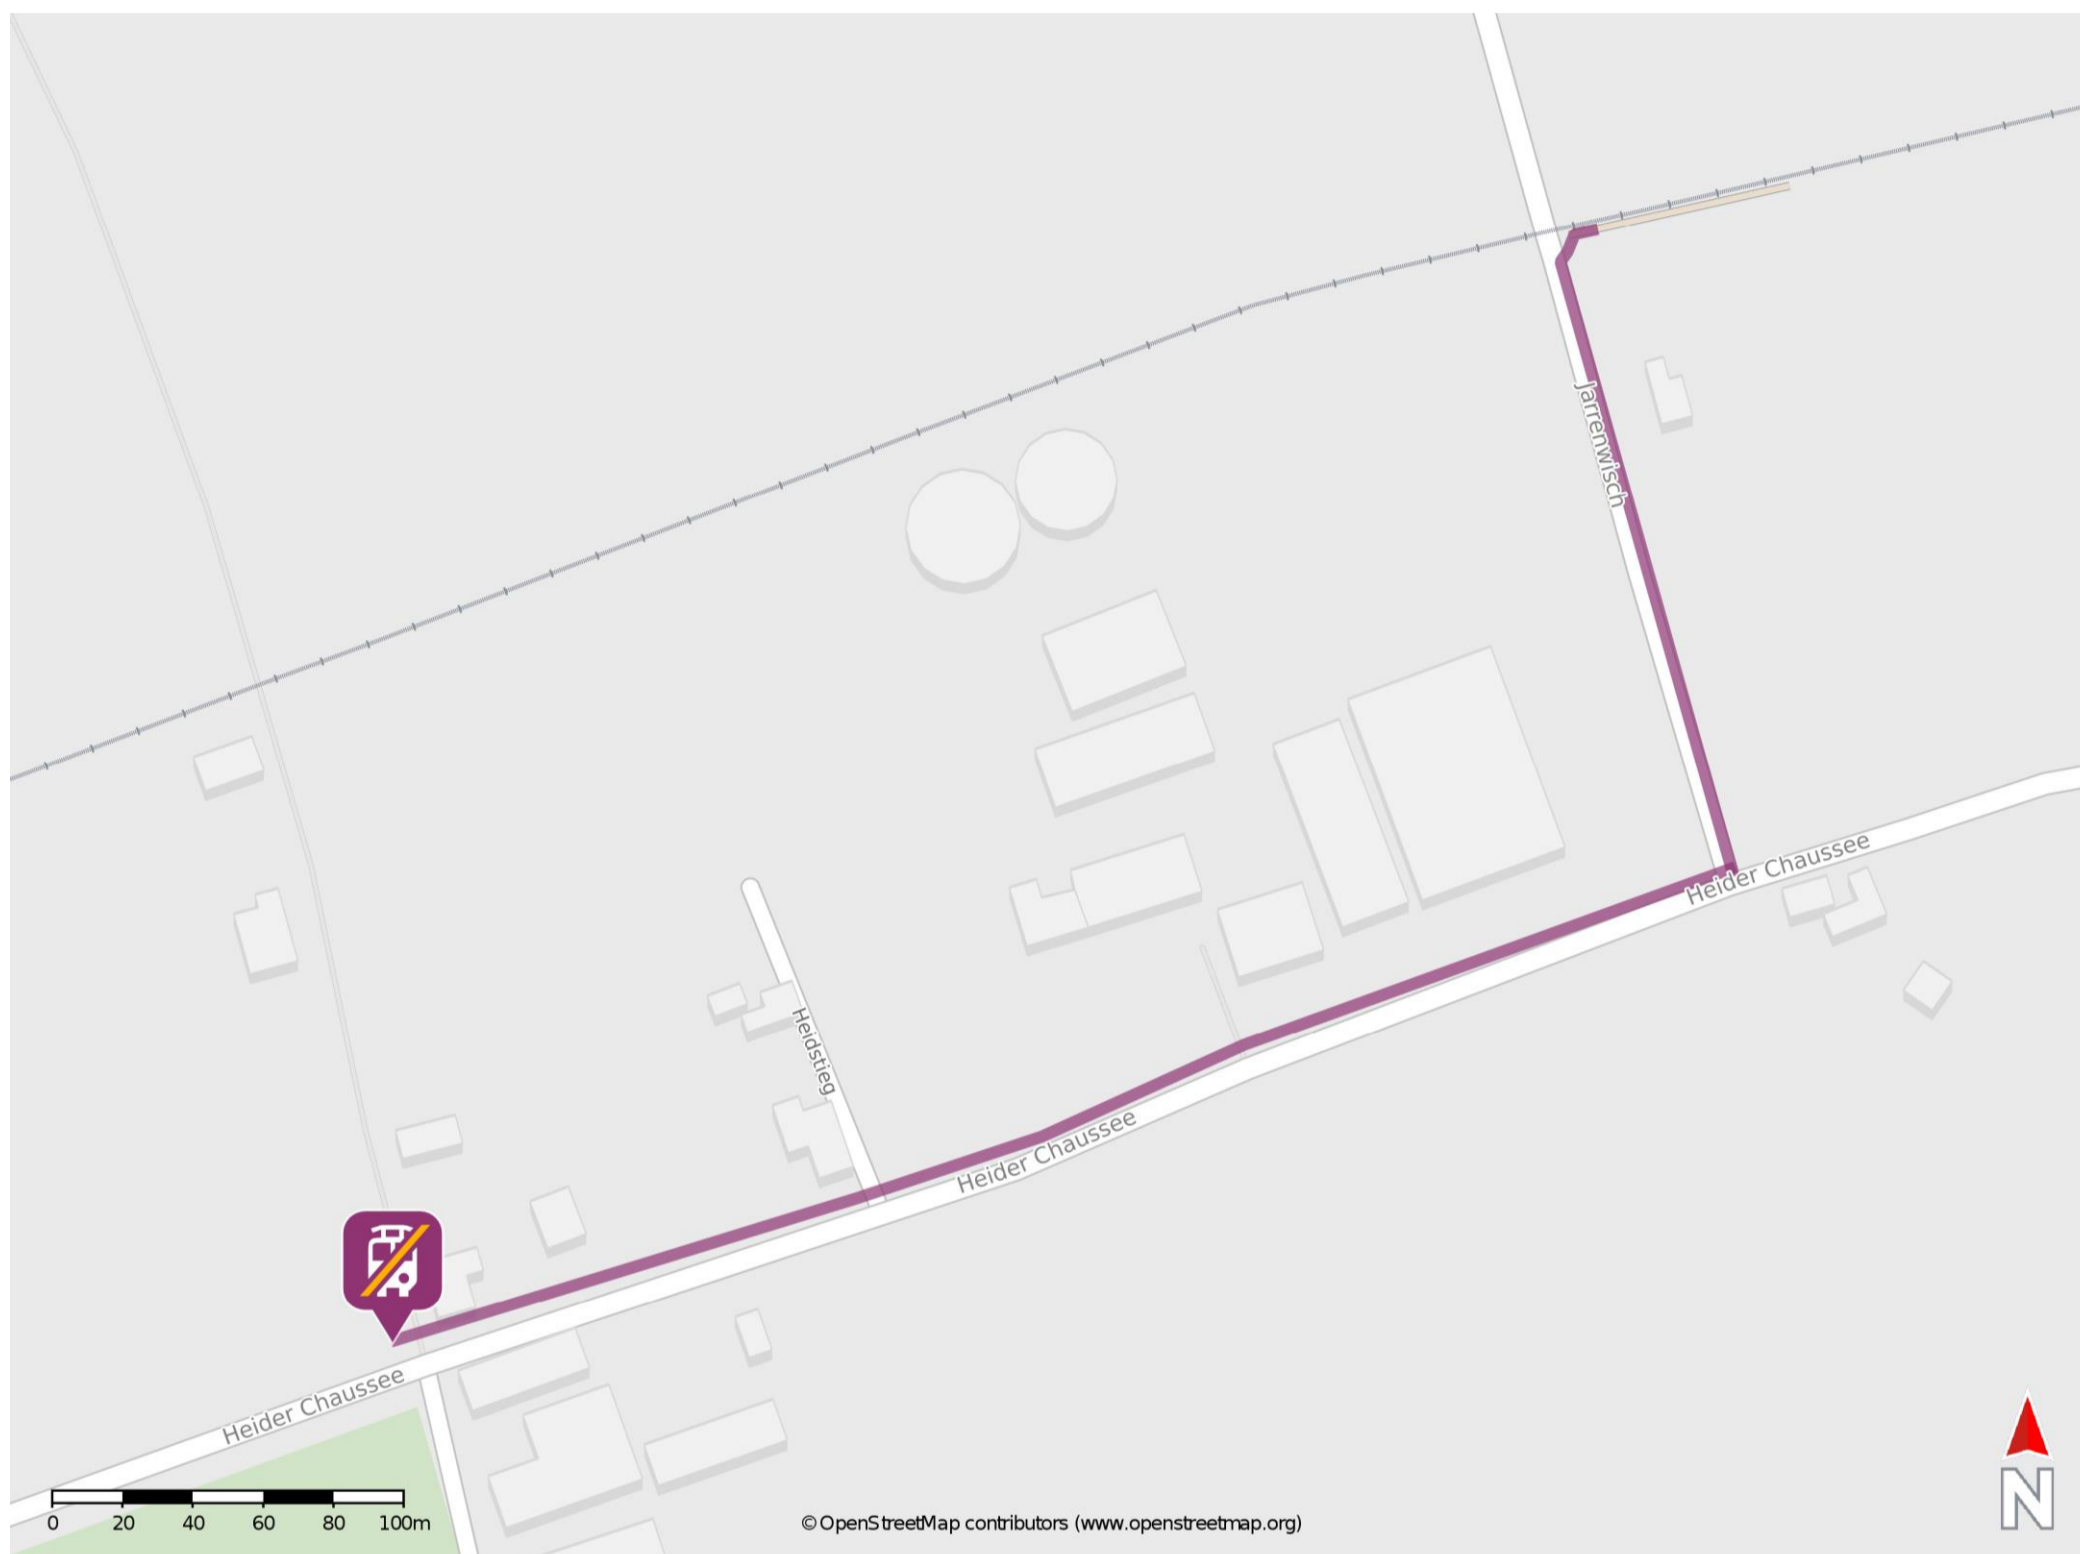 Jarrenwisch
Heider Chaussee
Heidstieg
Heider Chaussee
Heider Chaussee
0 20 40 60 80 100m
© OpenStreetMap contributors (www.openstreetmap.org)
N